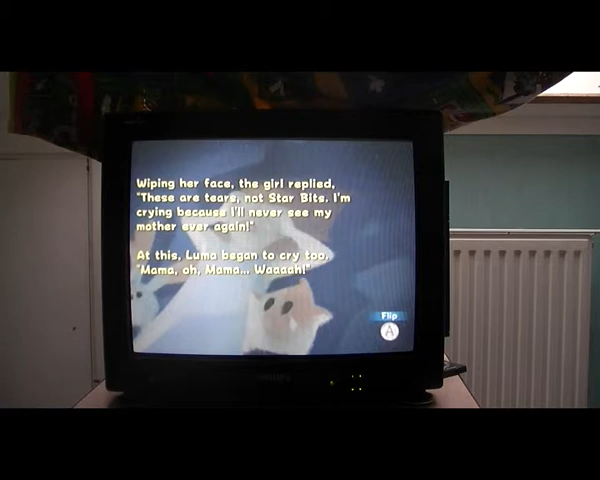 Wiping her face, the girl replied,
"These are tears, not Star Bits. I'm
crying because I'll never see my
mother ever again!"
At this, Luma began to cry too.
"Mama, oh, Mama... Waaaah!"
Flip
A